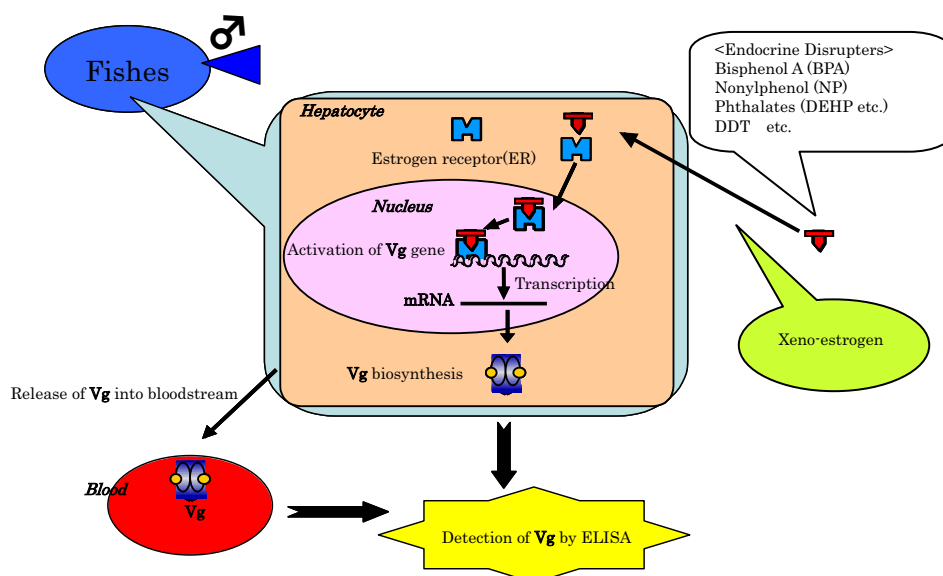 ♂
Fishes
<Endocrine Disrupters>
Bisphenol A (BPA)
Nonylphenol (NP)
Phthalates (DEHP etc.)
DDT etc.
Hepatocyte
Estrogen receptor(ER)
Nucleus
Activation of Vg gene
Transcription
mRNA
Xeno-estrogen
Vg biosynthesis
Release of Vg into bloodstream
Blood
Vg
Detection of Vg by ELISA